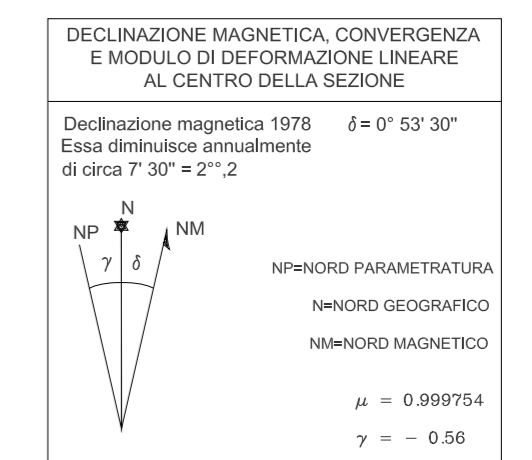 DECLINAZIONE MAGNETICA, CONVERGENZA
E MODULO DI DEFORMAZIONE LINEARE
AL CENTRO DELLA SEZIONE
Declinazione magnetica 1978 δ = 0° 53' 30"
Essa diminuisce annualmente
di circa 7' 30" = 2°°,2
N
NP NM
γ δ
NP=NORD PARAMETRATURA
N=NORD GEOGRAFICO
NM=NORD MAGNETICO
μ = 0.999754
γ = - 0.56